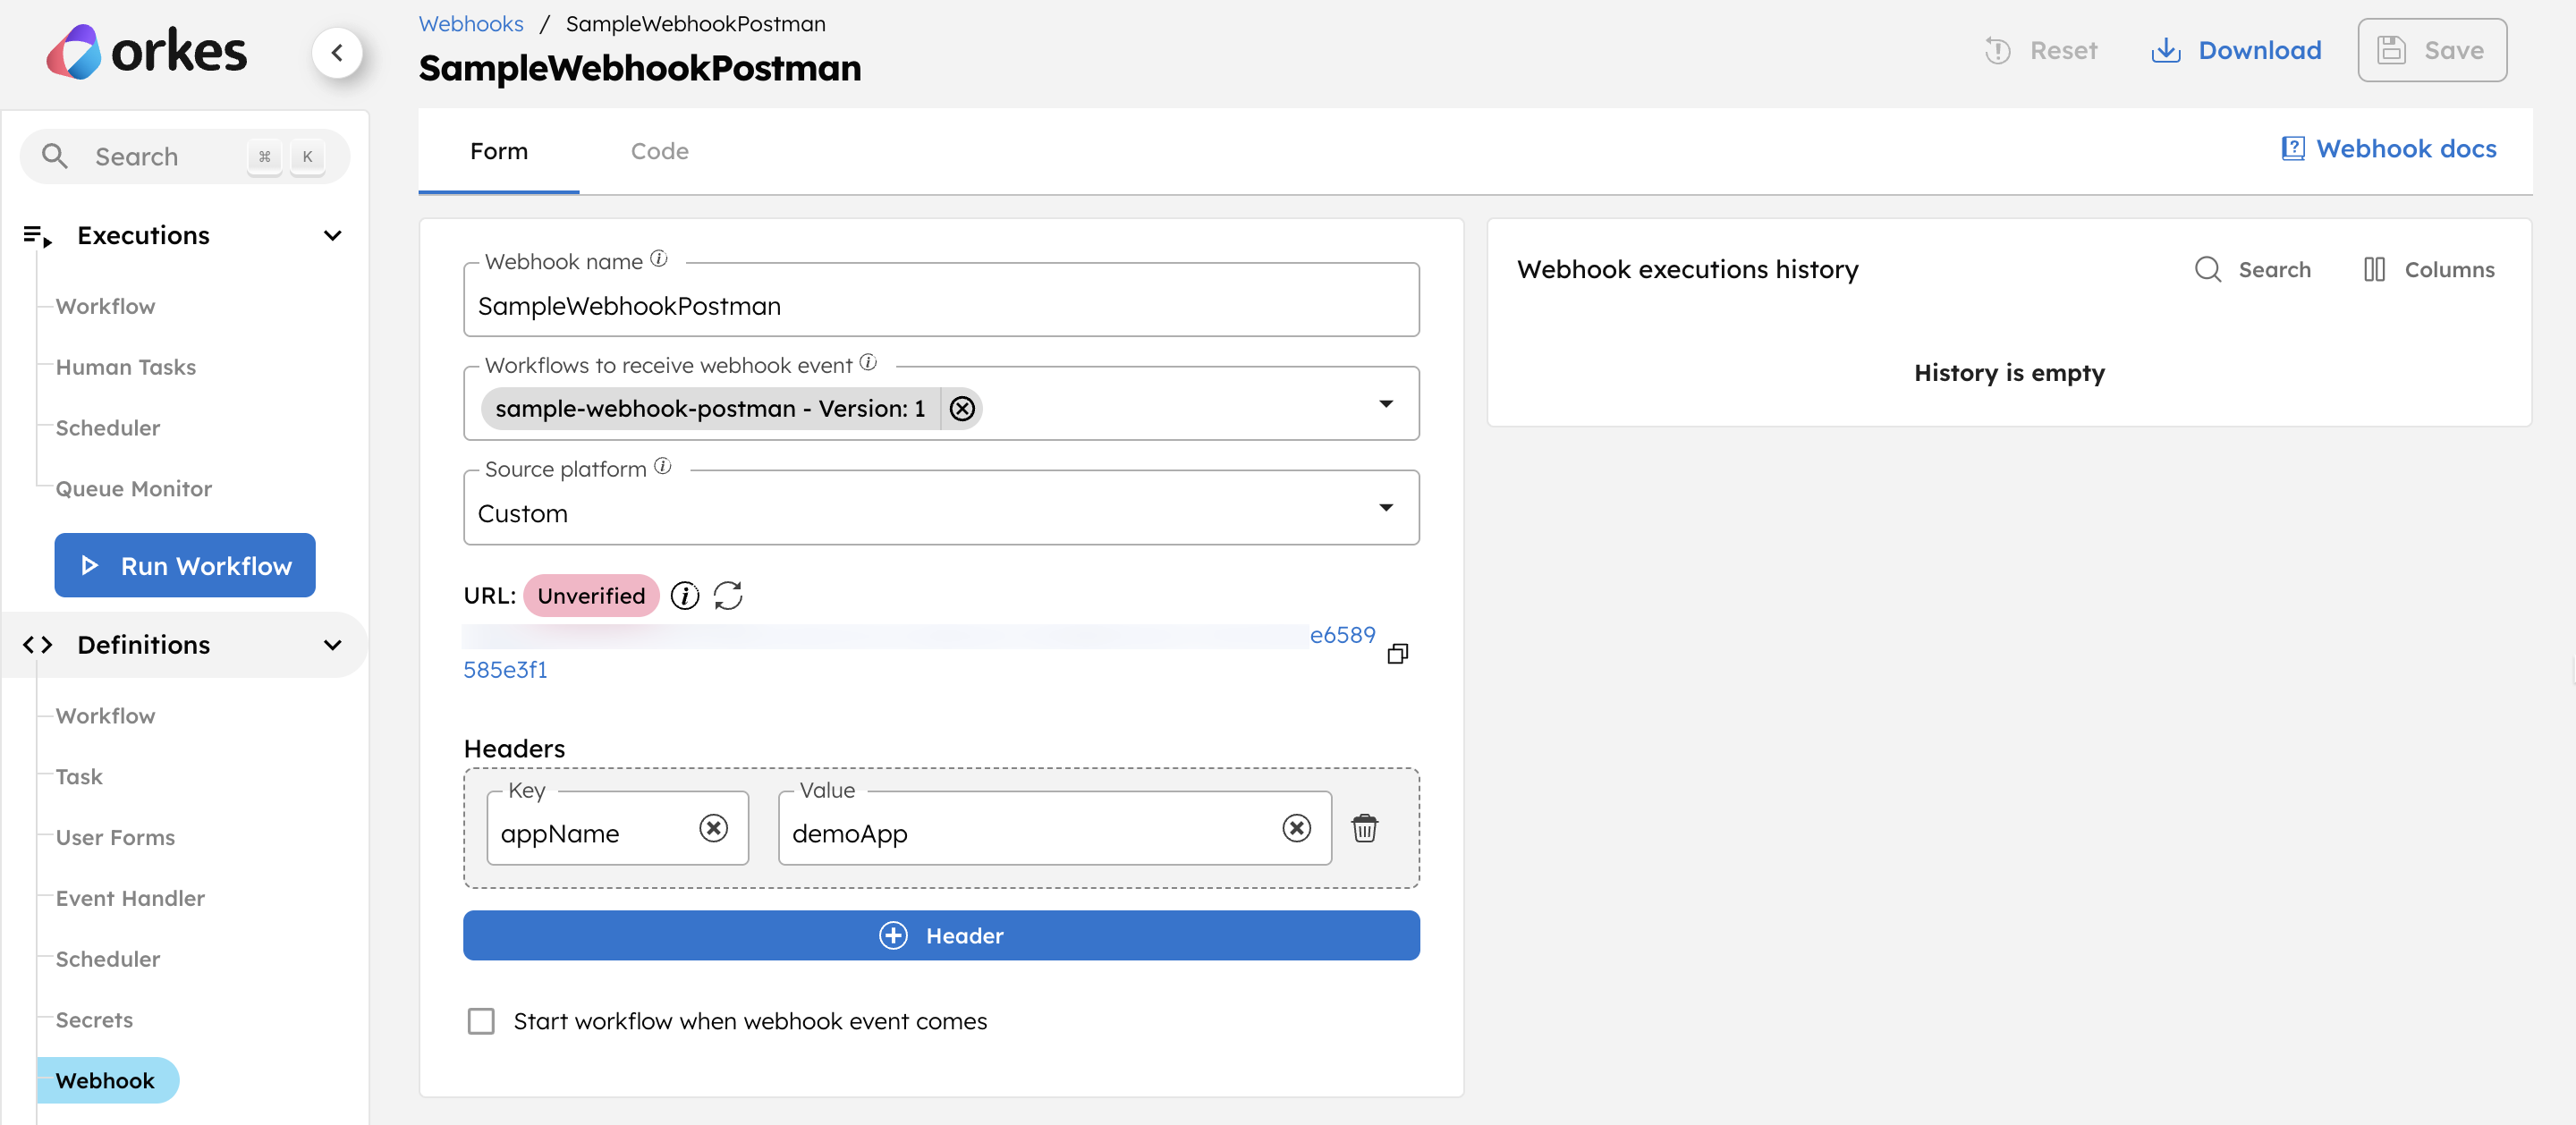 orkes
Webhooks / SampleWebhookPostman
SampleWebhookPostman
Reset
Download
Save
Search ⌘ K
Executions
Workflow
Human Tasks
Scheduler
Queue Monitor
Run Workflow
Definitions
Workflow
Task
User Forms
Event Handler
Scheduler
Secrets
Webhook
Form
Code
Webhook docs
Webhook name
SampleWebhookPostman
Workflows to receive webhook event
sample-webhook-postman - Version: 1
Source platform
Custom
URL: Unverified
e6589
585e3f1
Headers
Key
appName
Value
demoApp
Header
Start workflow when webhook event comes
Webhook executions history
Search
Columns
History is empty